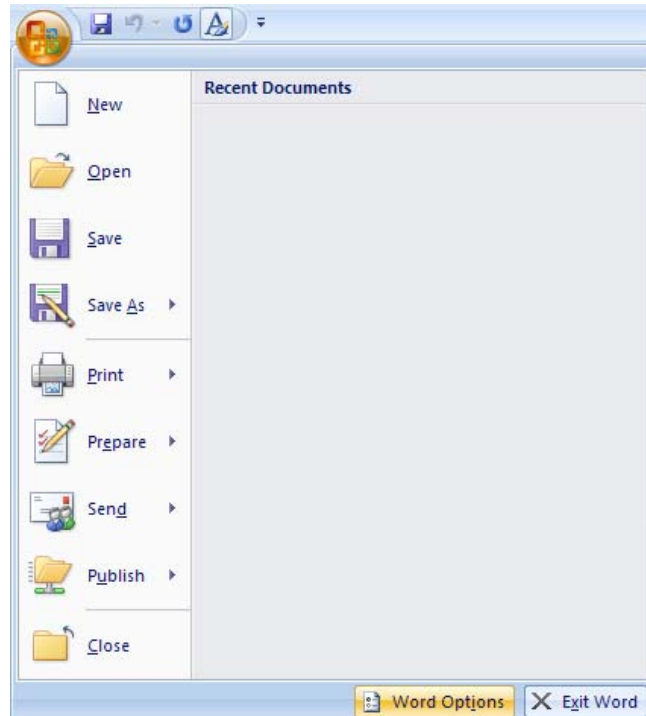 Recent Documents
New
Open
Save
Save As
Print
Prepare
Send
Publish
Close
Word Options
Exit Word